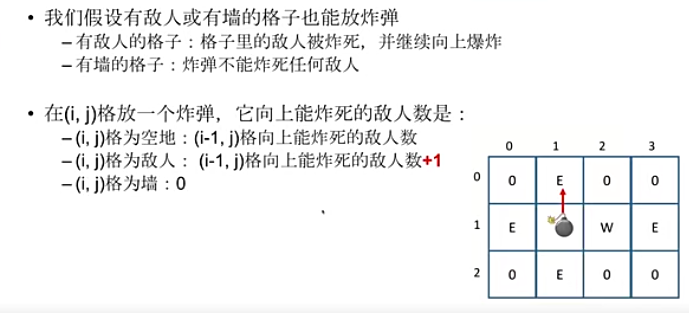 • 我们假设有敌人或有墙的格子也能放炸弹
– 有敌人的格子：格子里的敌人被炸死，并继续向上爆炸
– 有墙的格子：炸弹不能炸死任何敌人
• 在(i, j)格放一个炸弹，它向上能炸死的敌人数是：
– (i, j)格为空地：(i-1, j)格向上能炸死的敌人数
– (i, j)格为敌人： (i-1, j)格向上能炸死的敌人数+1
– (i, j)格为墙：0
0 1 2 3
0 0 E 0 0
1 E W E
2 0 E 0 0